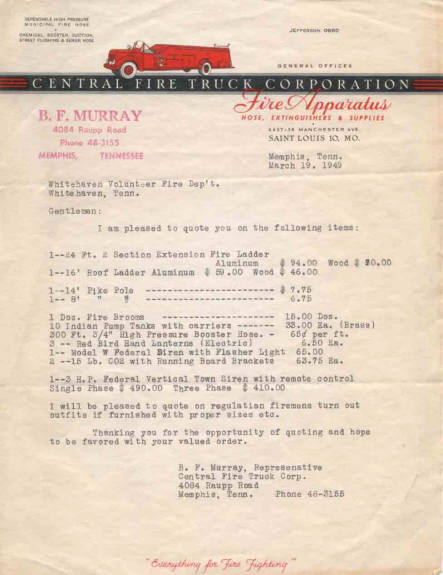 DEPENDABLE HIGH PRESSURE
MUNICIPAL FIRE HOSE
CHEMICAL, BOOSTER, SUCTION,
STREET FLUSHING & SEWER HOSE
JEFFERSON 0880
GENERAL OFFICES
CENTRAL FIRE TRUCK CORPORATION
Fire Apparatus
HOSE, EXTINGUISHERS & SUPPLIES
MANCHESTER AVE.
SAINT LOUIS 10, MO.
B. F. MURRAY
4084 Raupp Road
Phone 48-3155
MEMPHIS, TENNESSEE
Memphis, Tenn.
March 19. 1949
Whitehaven Volunteer Fire Dep't.
Whitehaven, Tenn.
Gentlemen:
I am pleased to quote you on the following items:
1--24 Ft. 2 Section Extension Fire Ladder
Aluminum $ 94.00 Wood $ 70.00
1--16' Roof Ladder Aluminum $ 59.00 Wood $ 46.00
1--14' Pike Pole ---------------------- $ 7.75
1-- 8' " " ---------------------- 6.75
1 Doz. Fire Brooms ------------------ 15.00 Doz.
10 Indian Pump Tanks with carriers ------- 33.00 Ea. (Brass)
200 Ft. 3/4" High Pressure Booster Hose. - 65¢ per ft.
3 -- Red Bird Hand Lanterns (Electric) 6.50 Ea.
1-- Model W Federal Siren with Flasher Light 65.00
2 --15 Lb. CO2 with Running Board Brackets 63.75 Ea.
1--3 H.P. Federal Vertical Town Siren with remote control
Single Phase $ 490.00 Three Phase $ 410.00
I will be pleased to quote on regulation firemens turn out
outfits if furnished with proper sizes etc.
Thanking you for the opportunity of quoting and hope
to be favored with your valued order.
B. F. Murray, Represenative
Central Fire Truck Corp.
4084 Raupp Road
Memphis, Tenn. Phone 48-3155
"Everything for Fire Fighting"